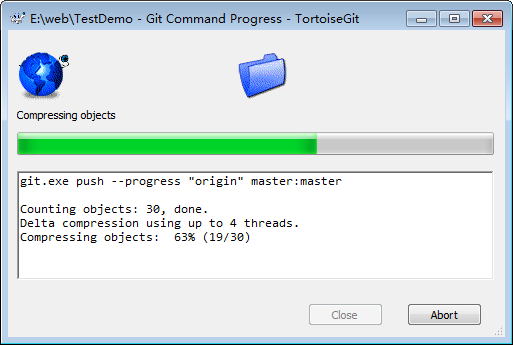 E:\web\TestDemo - Git Command Progress - TortoiseGit
Compressing objects
git.exe push --progress "origin" master:master
Counting objects: 30, done.
Delta compression using up to 4 threads.
Compressing objects:  63% (19/30)
Close
Abort